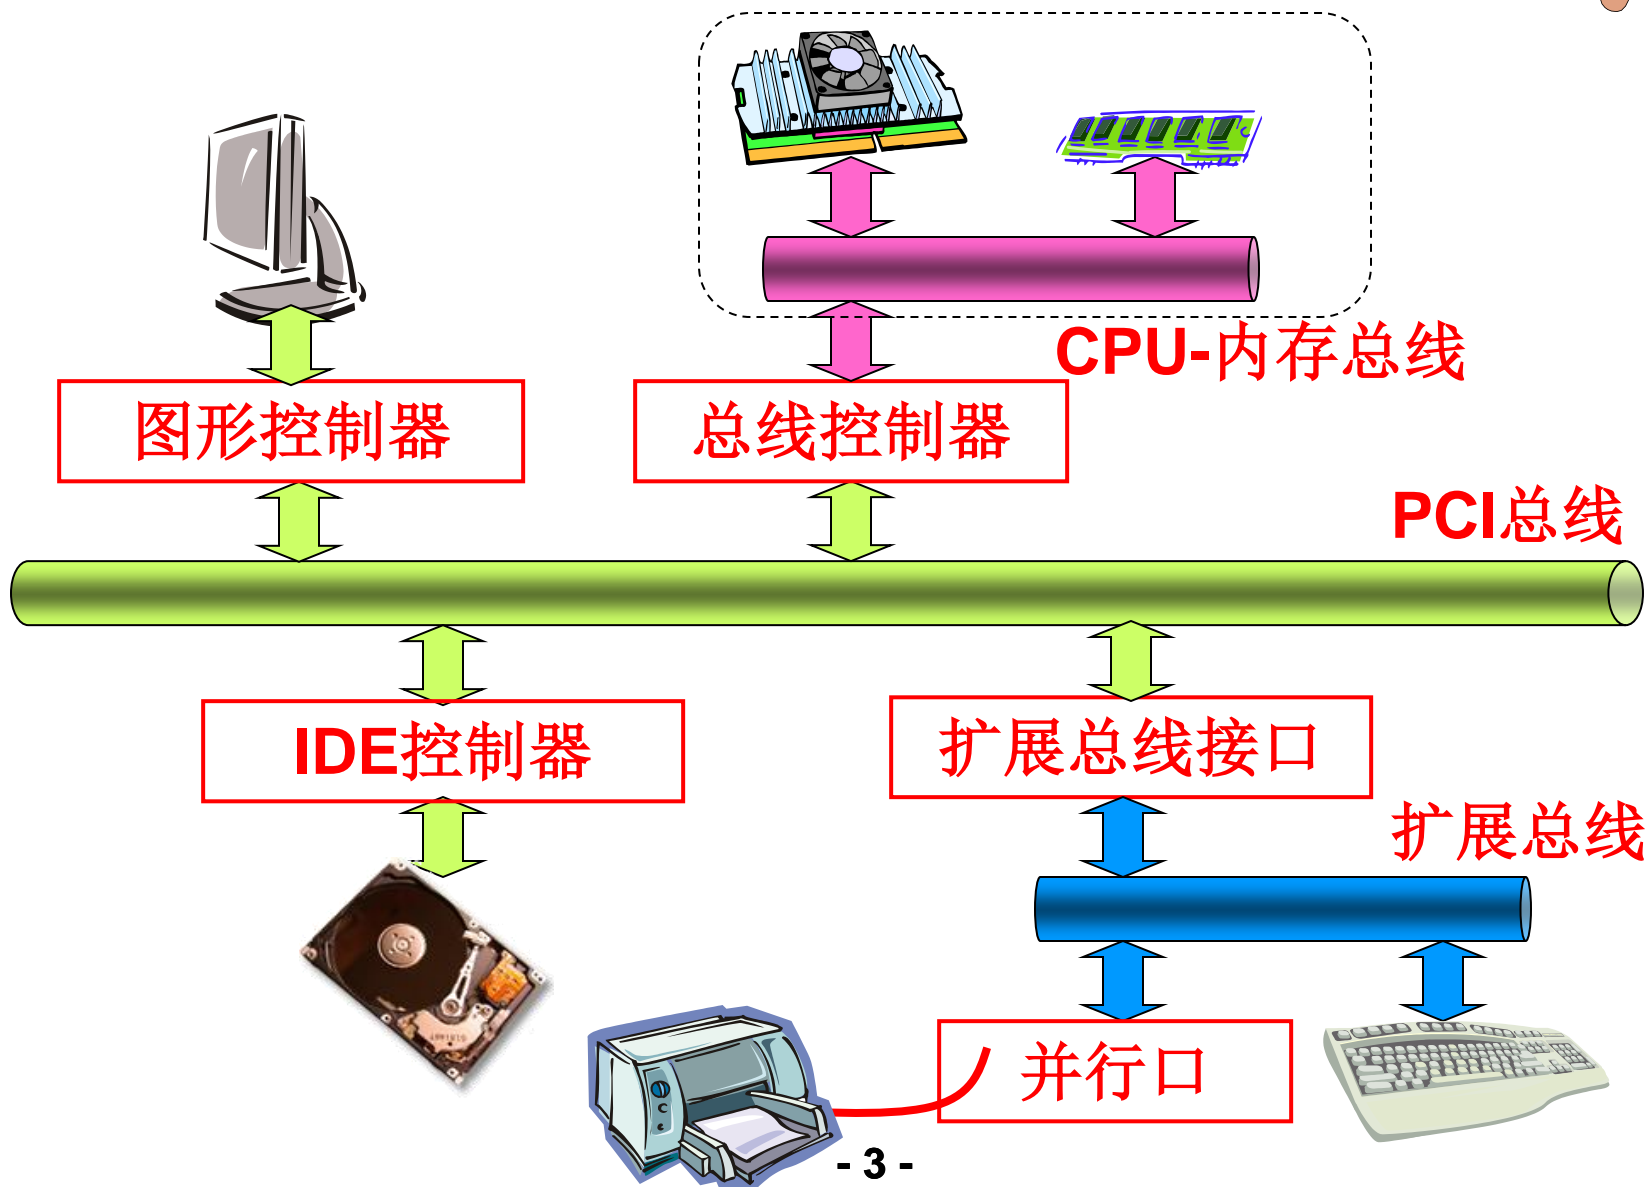 CPU-内存总线
图形控制器
总线控制器
PCI总线
IDE控制器
扩展总线接口
扩展总线
并行口
- 3 -